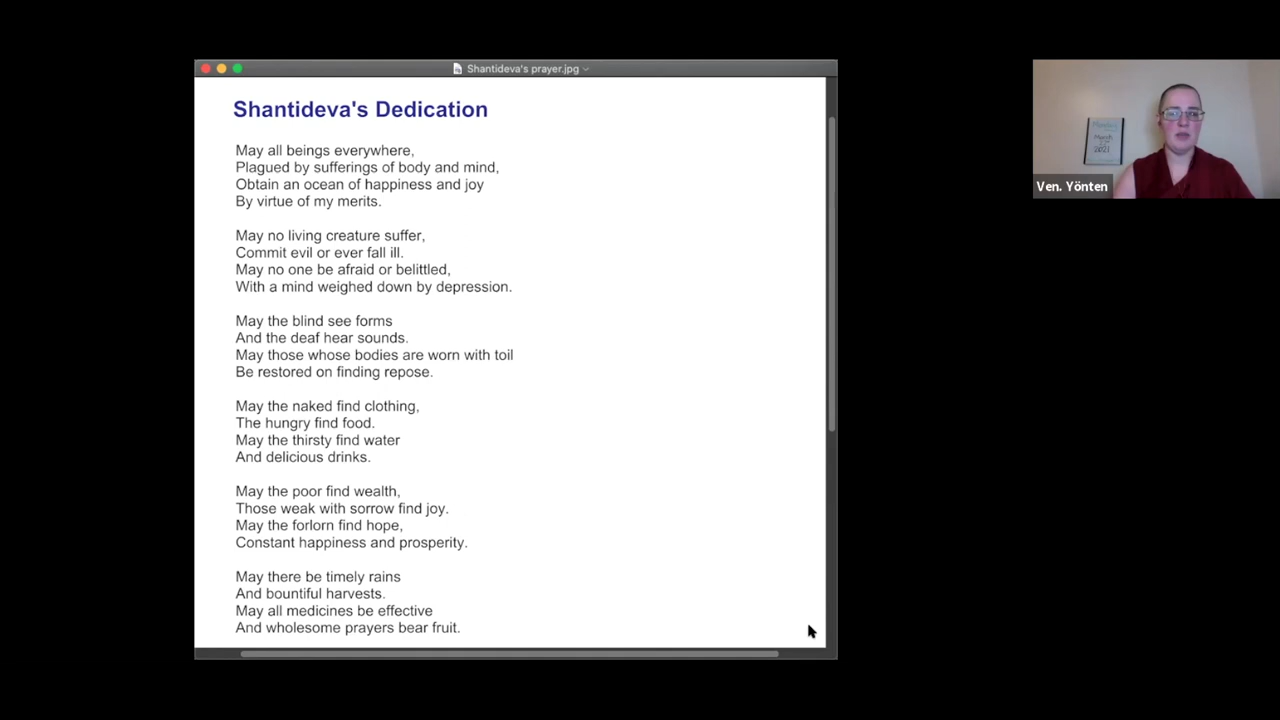 Shantideva's prayer.jpg
Shantideva's Dedication
May all beings everywhere,
Plagued by sufferings of body and mind,
Obtain an ocean of happiness and joy
By virtue of my merits.
May no living creature suffer,
Commit evil or ever fall ill.
May no one be afraid or belittled,
With a mind weighed down by depression.
May the blind see forms
And the deaf hear sounds.
May those whose bodies are worn with toil
Be restored on finding repose.
May the naked find clothing,
The hungry find food.
May the thirsty find water
And delicious drinks.
May the poor find wealth,
Those weak with sorrow find joy.
May the forlorn find hope,
Constant happiness and prosperity.
May there be timely rains
And bountiful harvests.
May all medicines be effective
And wholesome prayers bear fruit.
March
2021
Ven. Yönten